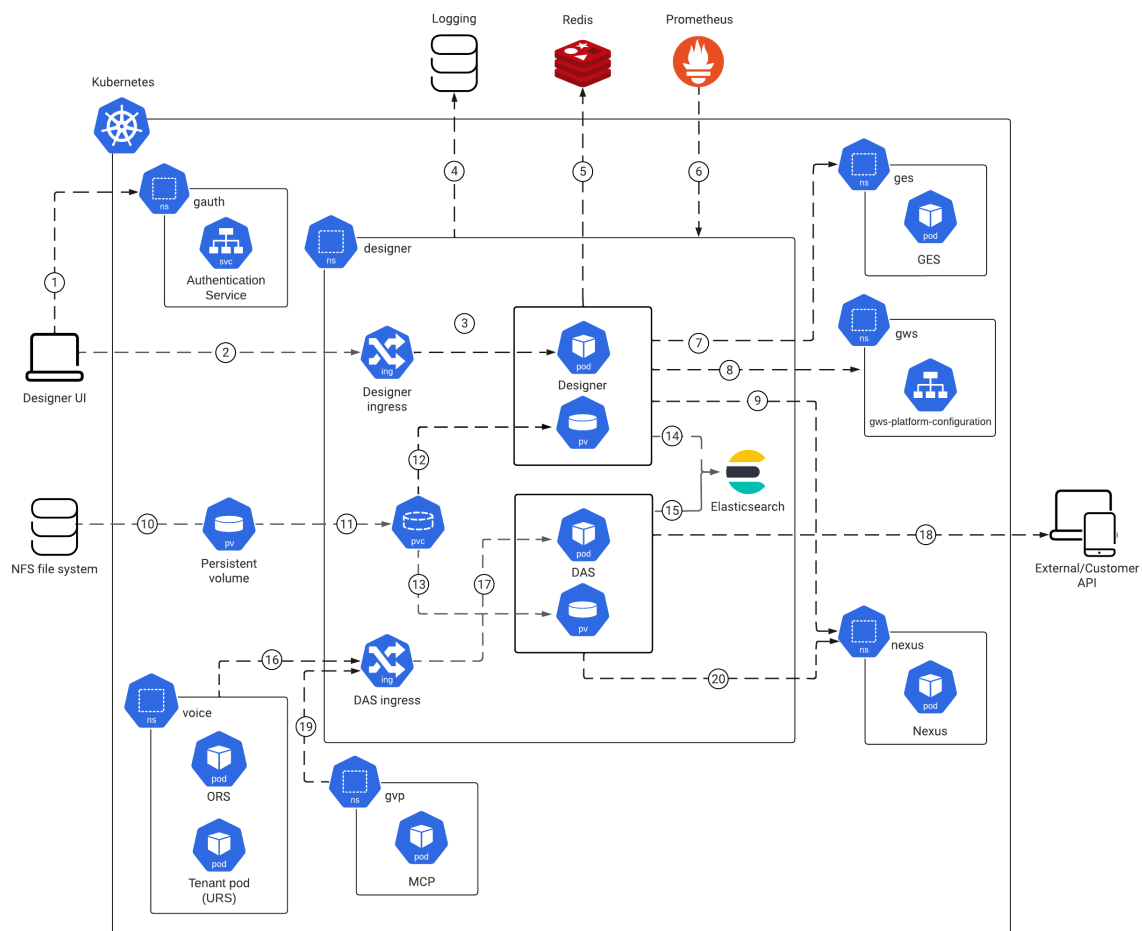 Logging
Redis
Prometheus
Kubernetes
4
5
6
ns
gauth
svc
Authentication
Service
ns
ges
pod
GES
ns
designer
1
2
3
Designer UI
ing
Designer
ingress
pod
Designer
pv
7
8
9
ns
gws
gws-platform-configuration
12
14
15
Elasticsearch
NFS file system
10
pv
Persistent
volume
11
pvc
13
17
pod
DAS
pv
18
External/Customer
API
16
ing
DAS ingress
19
20
ns
nexus
pod
Nexus
ns
voice
pod
ORS
pod
Tenant pod
(URS)
ns
gvp
pod
MCP